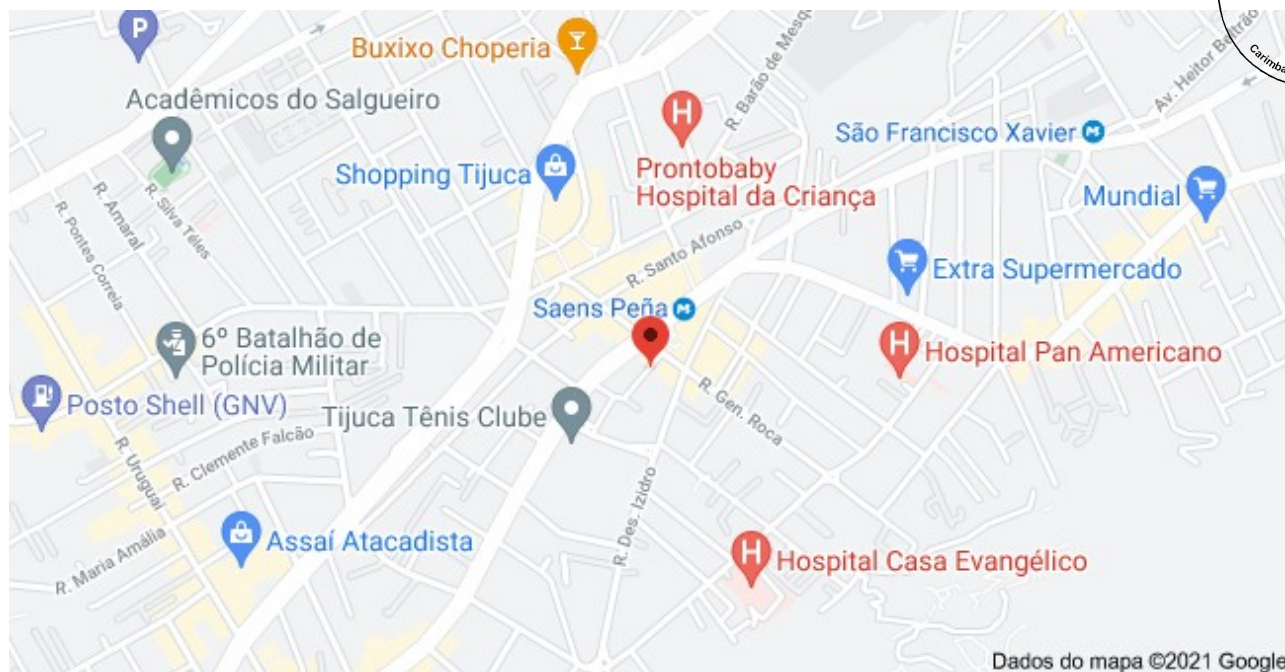 P
Buxixo Choperia
Acadêmicos do Salgueiro
R. Barão de Mesqu
Av. Heitor Beltrão
Carimba
São Francisco Xavier
M
Shopping Tijuca
H
Prontobaby
Hospital da Criança
Mundial
R. Amaral
R. Silva Téles
R. Pontes Correia
R. Santo Afonso
Extra Supermercado
Saens Peña
M
6º Batalhão de
Polícia Militar
H
Hospital Pan Americano
Posto Shell (GNV)
Tijuca Tênis Clube
R. Gen. Roca
R. Clemente Falcão
R. Uruguai
R. Des. Izidro
Assaí Atacadista
H
Hospital Casa Evangélico
R. Maria Amália
Dados do mapa ©2021 Google